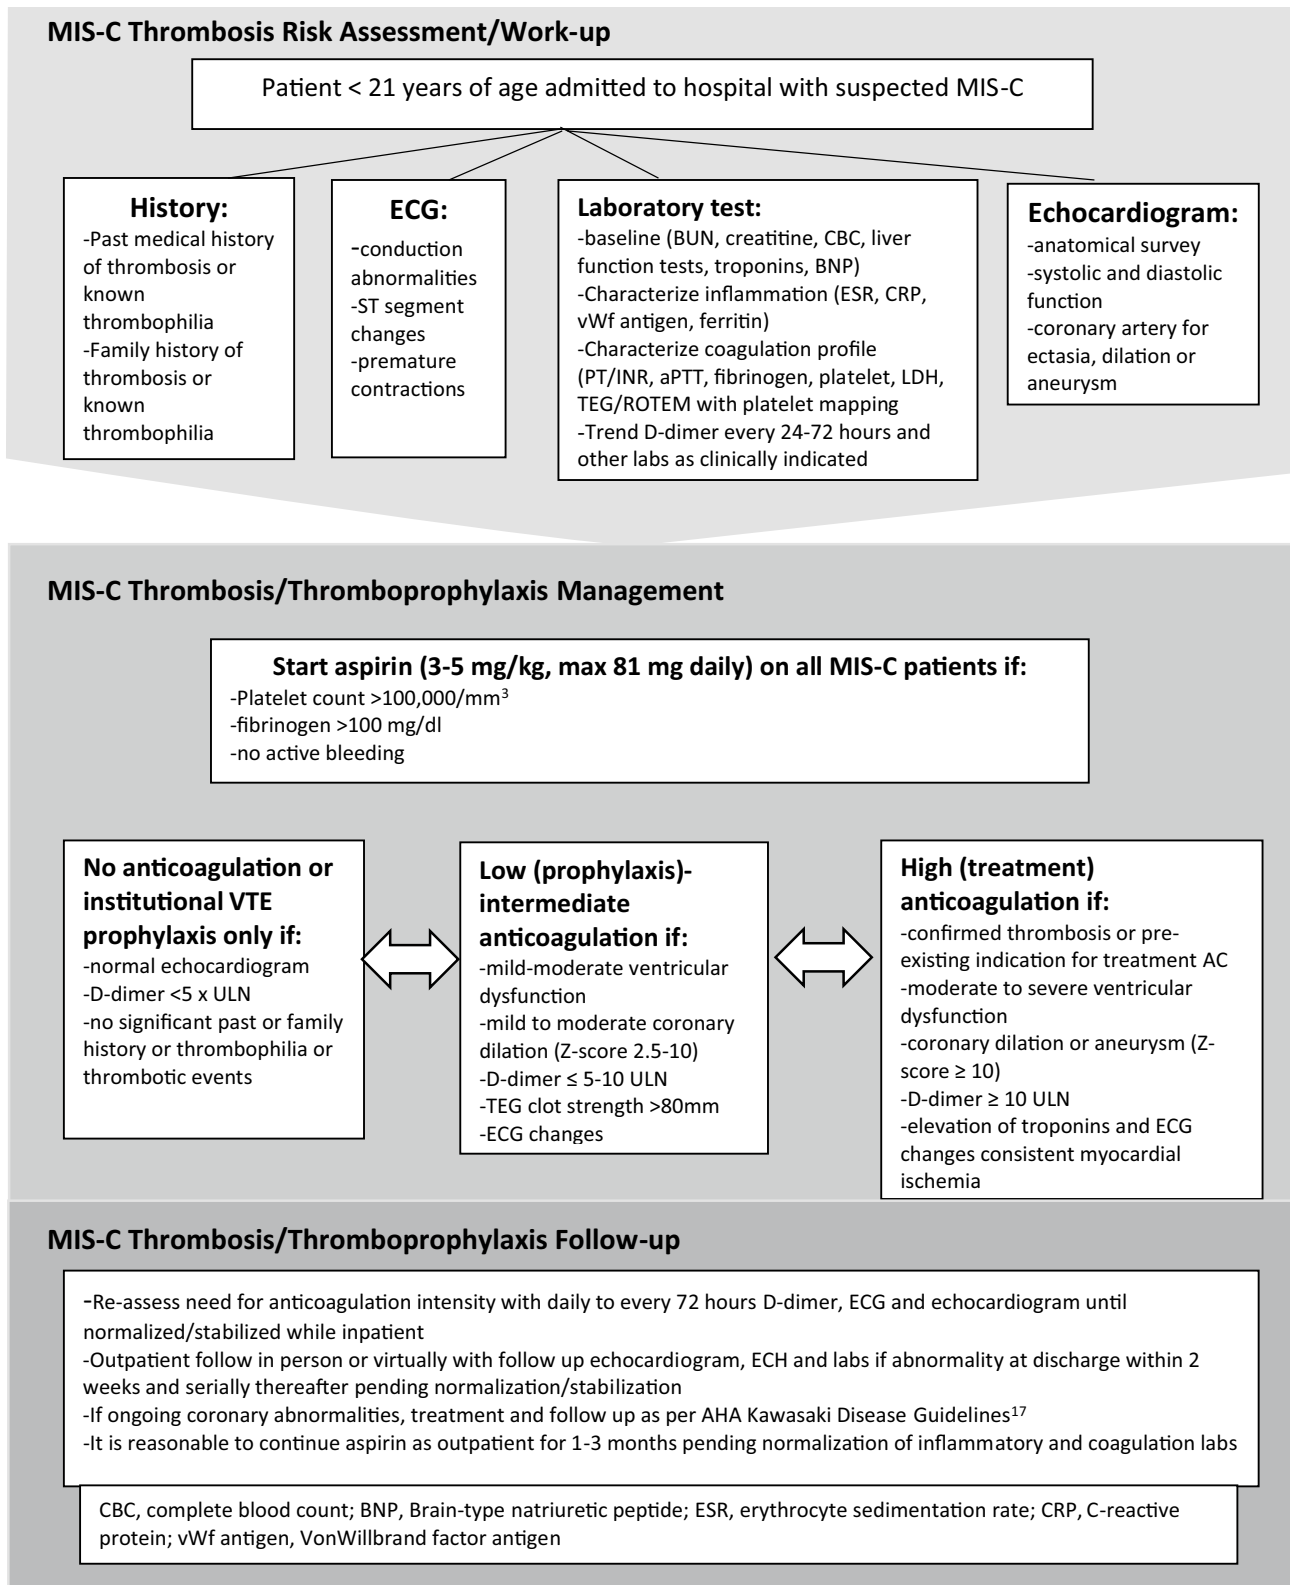 MIS-C Thrombosis Risk Assessment/Work-up
Patient < 21 years of age admitted to hospital with suspected MIS-C
History:
-Past medical history
of thrombosis or
known
thrombophilia
-Family history of
thrombosis or
known
thrombophilia
ECG:
-conduction
abnormalities
-ST segment
changes
-premature
contractions
Laboratory test:
-baseline (BUN, creatitine, CBC, liver
function tests, troponins, BNP)
-Characterize inflammation (ESR, CRP,
vWf antigen, ferritin)
-Characterize coagulation profile
(PT/INR, aPTT, fibrinogen, platelet, LDH,
TEG/ROTEM with platelet mapping
-Trend D-dimer every 24-72 hours and
other labs as clinically indicated
Echocardiogram:
-anatomical survey
-systolic and diastolic
function
-coronary artery for
ectasia, dilation or
aneurysm
MIS-C Thrombosis/Thromboprophylaxis Management
Start aspirin (3-5 mg/kg, max 81 mg daily) on all MIS-C patients if:
-Platelet count >100,000/mm³
-fibrinogen >100 mg/dl
-no active bleeding
No anticoagulation or
institutional VTE
prophylaxis only if:
-normal echocardiogram
-D-dimer <5 x ULN
-no significant past or family
history or thrombophilia or
thrombotic events
Low (prophylaxis)-
intermediate
anticoagulation if:
-mild-moderate ventricular
dysfunction
-mild to moderate coronary
dilation (Z-score 2.5-10)
-D-dimer ≤ 5-10 ULN
-TEG clot strength >80mm
-ECG changes
High (treatment)
anticoagulation if:
-confirmed thrombosis or pre-
existing indication for treatment AC
-moderate to severe ventricular
dysfunction
-coronary dilation or aneurysm (Z-
score ≥ 10)
-D-dimer ≥ 10 ULN
-elevation of troponins and ECG
changes consistent myocardial
ischemia
MIS-C Thrombosis/Thromboprophylaxis Follow-up
-Re-assess need for anticoagulation intensity with daily to every 72 hours D-dimer, ECG and echocardiogram until
normalized/stabilized while inpatient
-Outpatient follow in person or virtually with follow up echocardiogram, ECH and labs if abnormality at discharge within 2
weeks and serially thereafter pending normalization/stabilization
-If ongoing coronary abnormalities, treatment and follow up as per AHA Kawasaki Disease Guidelines¹⁷
-It is reasonable to continue aspirin as outpatient for 1-3 months pending normalization of inflammatory and coagulation labs
CBC, complete blood count; BNP, Brain-type natriuretic peptide; ESR, erythrocyte sedimentation rate; CRP, C-reactive
protein; vWf antigen, VonWillbrand factor antigen